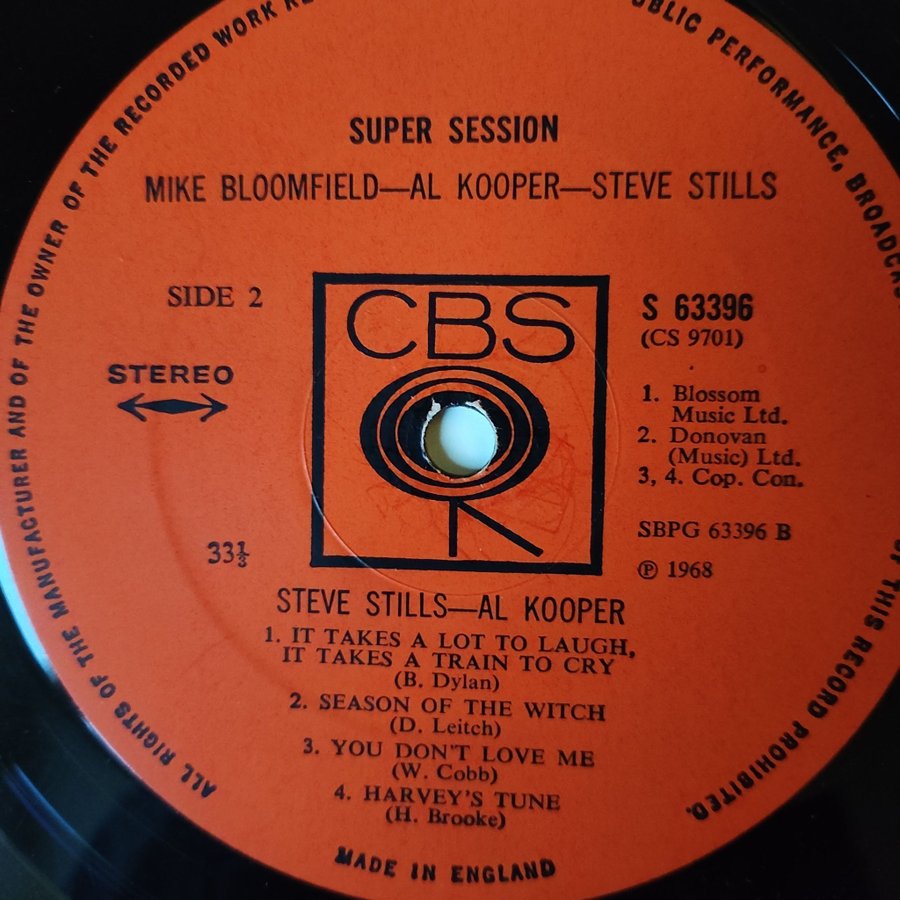 ALL RIGHTS OF THE MANUFACTURER AND OF THE OWNER OF THE RECORDED WORK
PUBLIC PERFORMANCE, BROADCAS
OF THIS RECORD PROHIBITED.
SUPER SESSION
MIKE BLOOMFIELD—AL KOOPER—STEVE STILLS
SIDE 2
STEREO
33⅓
CBS
S 63396
(CS 9701)
1. Blossom
Music Ltd.
2. Donovan
(Music) Ltd.
3, 4. Cop. Con.
SBPG 63396 B
℗ 1968
STEVE STILLS—AL KOOPER
1. IT TAKES A LOT TO LAUGH,
IT TAKES A TRAIN TO CRY
(B. Dylan)
2. SEASON OF THE WITCH
(D. Leitch)
3. YOU DON'T LOVE ME
(W. Cobb)
4. HARVEY'S TUNE
(H. Brooke)
MADE IN ENGLAND